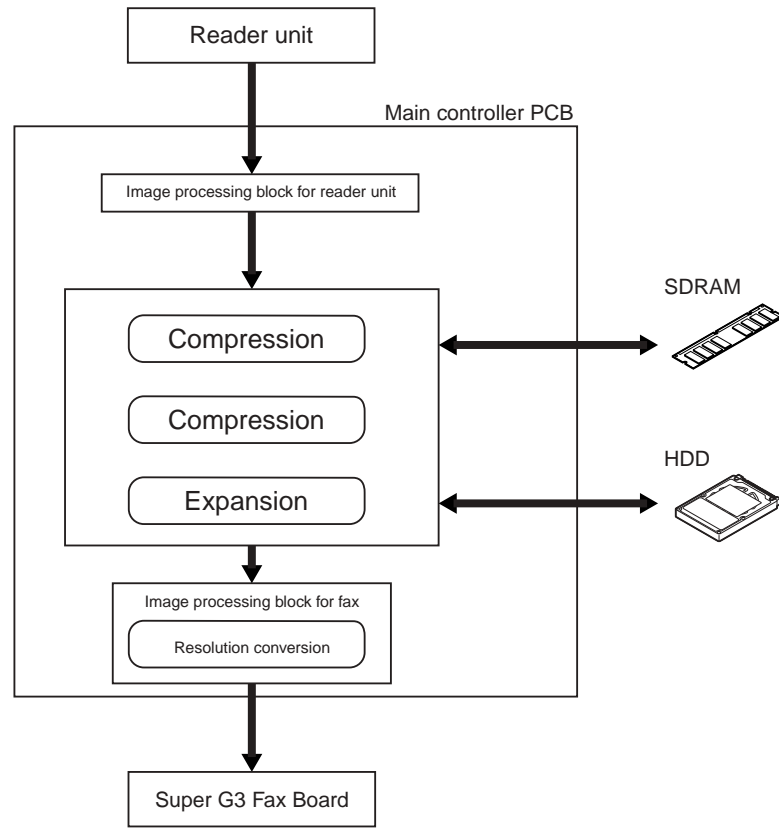 Reader unit
Main controller PCB
Image processing block for reader unit
SDRAM
Compression
Compression
HDD
Expansion
Image processing block for fax
Resolution conversion
Super G3 Fax Board